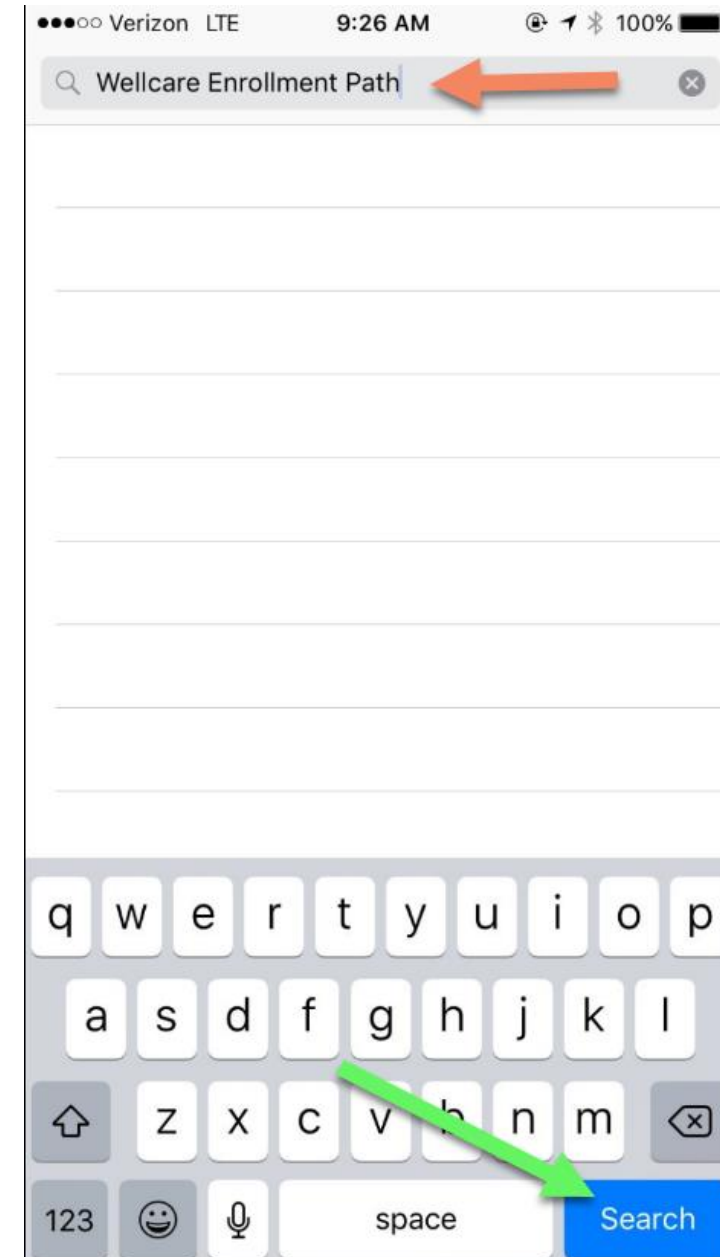 Verizon LTE 9:26 AM 100%
Wellcare Enrollment Path
q w e r t y u i o p
a s d f g h j k l
z x c v b n m
123 space Search